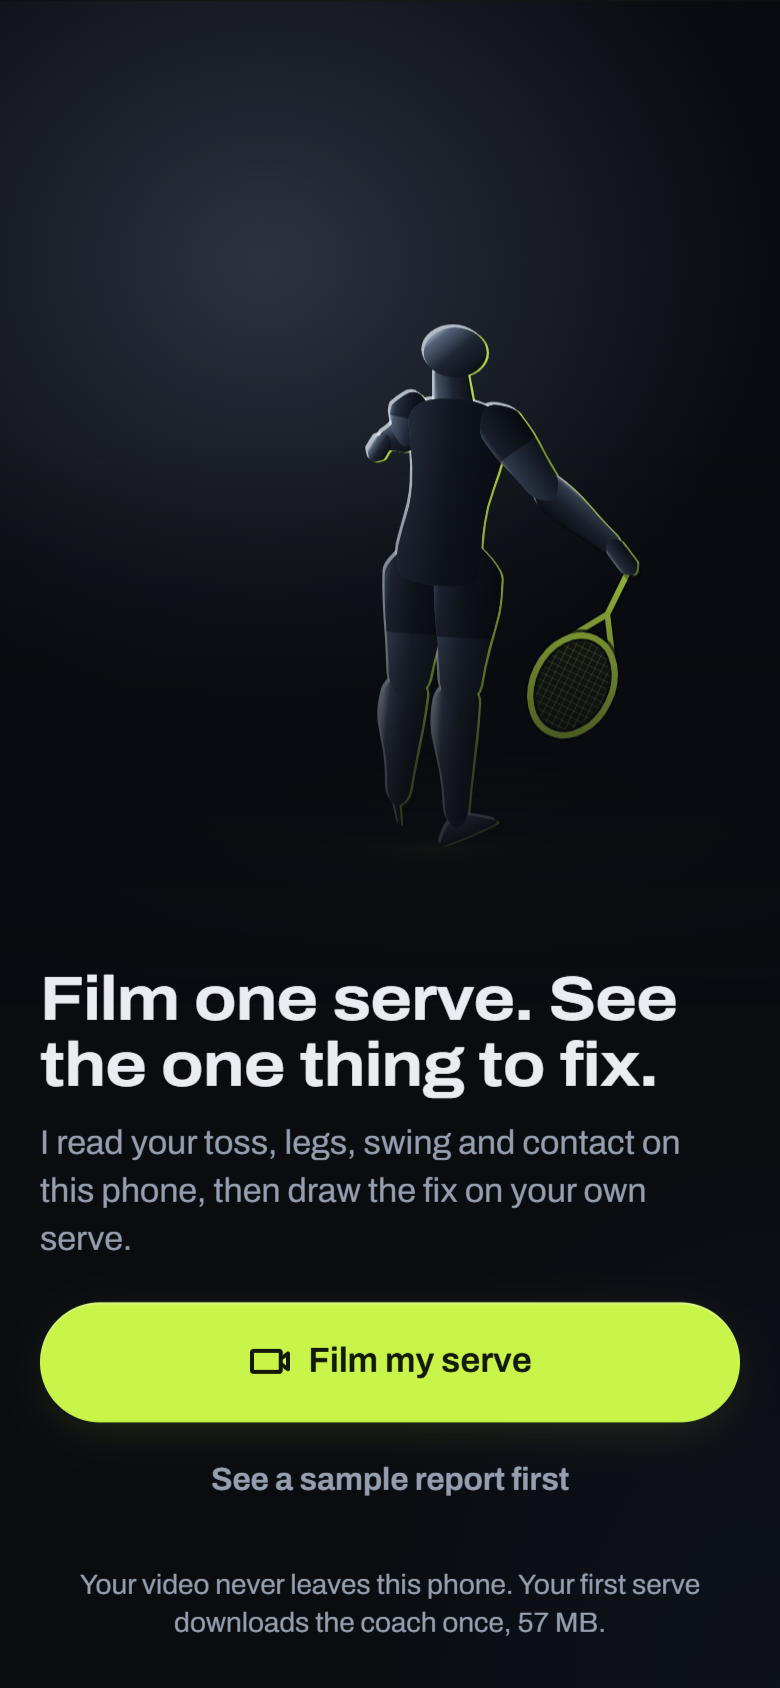 Film one serve. See
the one thing to fix.
I read your toss, legs, swing and contact on
this phone, then draw the fix on your own
serve.
Film my serve
See a sample report first
Your video never leaves this phone. Your first serve
downloads the coach once, 57 MB.